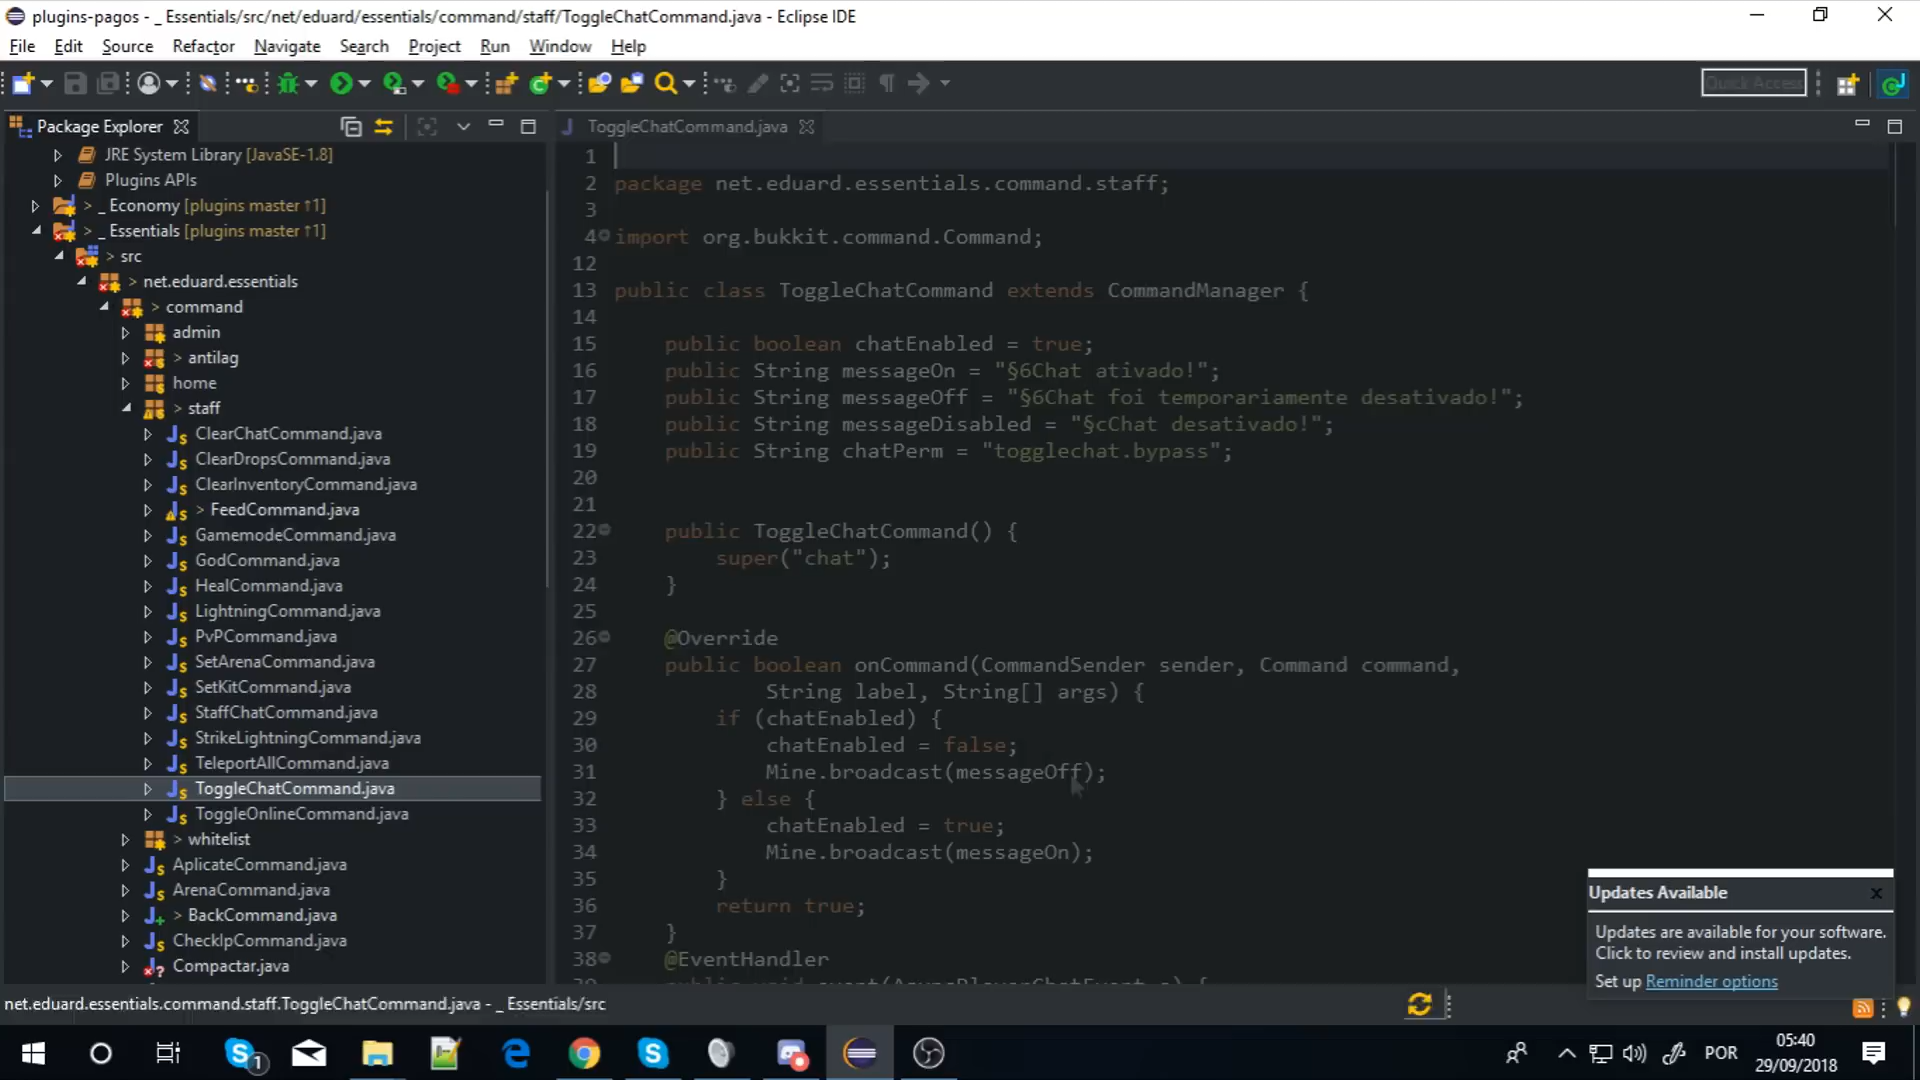 plugins-pagos - _ Essentials/src/net/eduard/essentials/command/staff/ToggleChatCommand.java - Eclipse IDE
File Edit Source Refactor Navigate Search Project Run Window Help
Quick Access
Package Explorer
ToggleChatCommand.java
JRE System Library [JavaSE-1.8]
Plugins APIs
> _ Economy [plugins master ↑1]
> _ Essentials [plugins master ↑1]
> src
> net.eduard.essentials
> command
admin
> antilag
home
> staff
ClearChatCommand.java
ClearDropsCommand.java
ClearInventoryCommand.java
> FeedCommand.java
GamemodeCommand.java
GodCommand.java
HealCommand.java
LightningCommand.java
PvPCommand.java
SetArenaCommand.java
SetKitCommand.java
StaffChatCommand.java
StrikeLightningCommand.java
TeleportAllCommand.java
ToggleChatCommand.java
ToggleOnlineCommand.java
> whitelist
AplicateCommand.java
ArenaCommand.java
> BackCommand.java
CheckIpCommand.java
Compactar.java
1
2 package net.eduard.essentials.command.staff;
3
4 import org.bukkit.command.Command;
12
13 public class ToggleChatCommand extends CommandManager {
14
15 public boolean chatEnabled = true;
16 public String messageOn = "§6Chat ativado!";
17 public String messageOff = "§6Chat foi temporariamente desativado!";
18 public String messageDisabled = "§cChat desativado!";
19 public String chatPerm = "togglechat.bypass";
20
21
22 public ToggleChatCommand() {
23 super("chat");
24 }
25
26 @Override
27 public boolean onCommand(CommandSender sender, Command command,
28 String label, String[] args) {
29 if (chatEnabled) {
30 chatEnabled = false;
31 Mine.broadcast(messageOff);
32 } else {
33 chatEnabled = true;
34 Mine.broadcast(messageOn);
35 }
36 return true;
37 }
38 @EventHandler
39 public void event(AsyncPlayerChatEvent e) {
Updates Available
Updates are available for your software.
Click to review and install updates.
Set up Reminder options
net.eduard.essentials.command.staff.ToggleChatCommand.java - _ Essentials/src
1
POR
05:40
29/09/2018